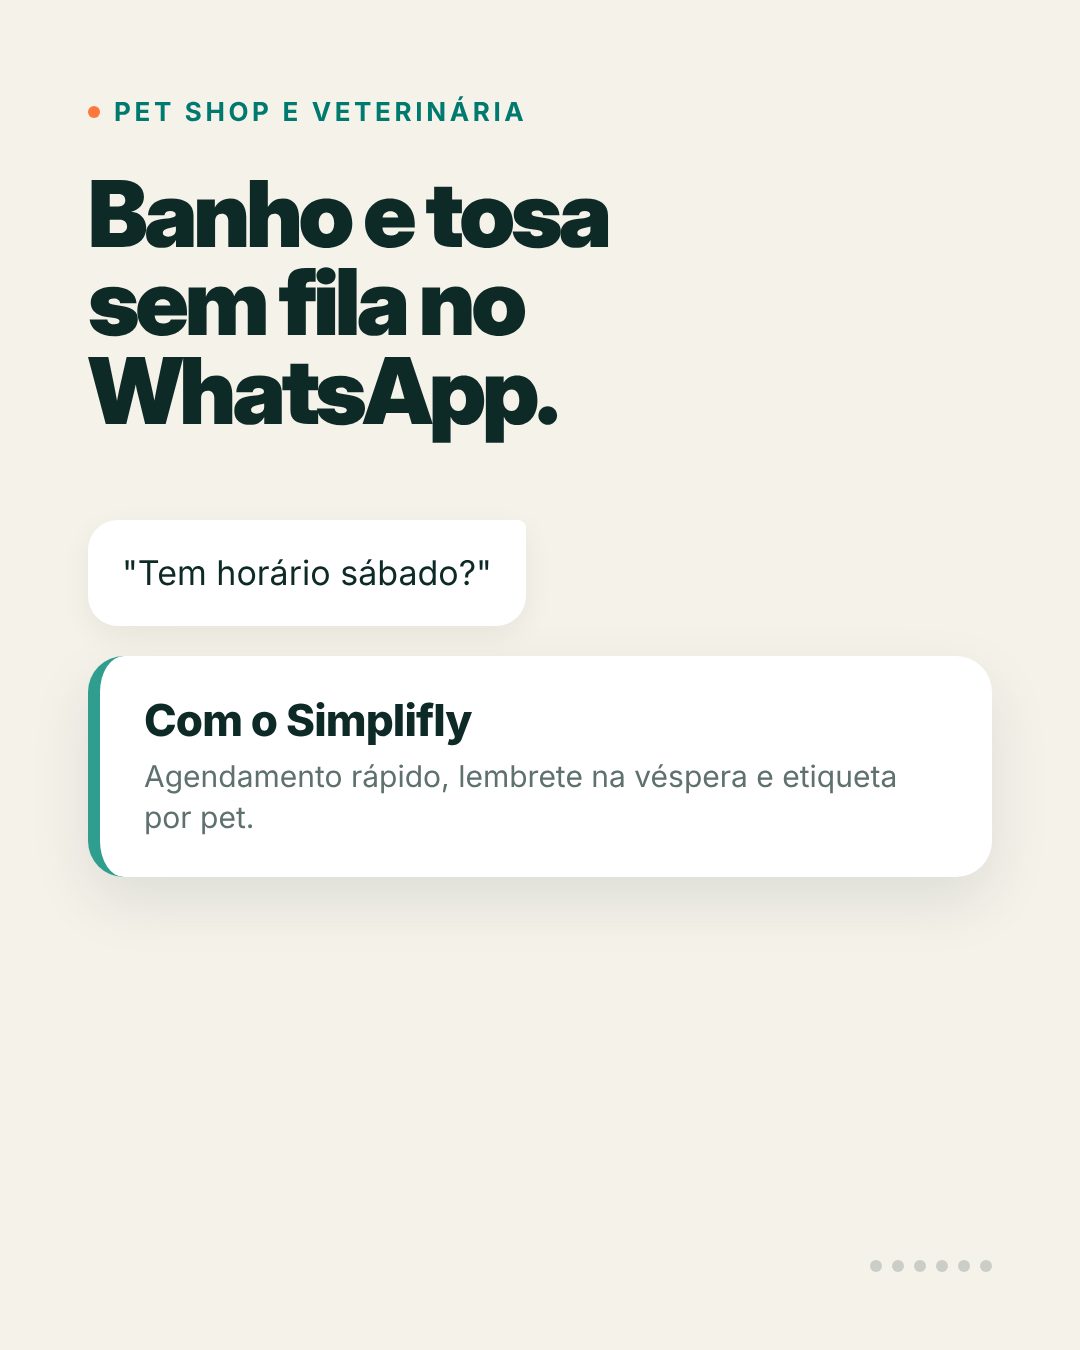 PET SHOP E VETERINÁRIA
Banho e tosa
sem fila no
WhatsApp.
"Tem horário sábado?"
Com o Simplifly
Agendamento rápido, lembrete na véspera e etiqueta
por pet.